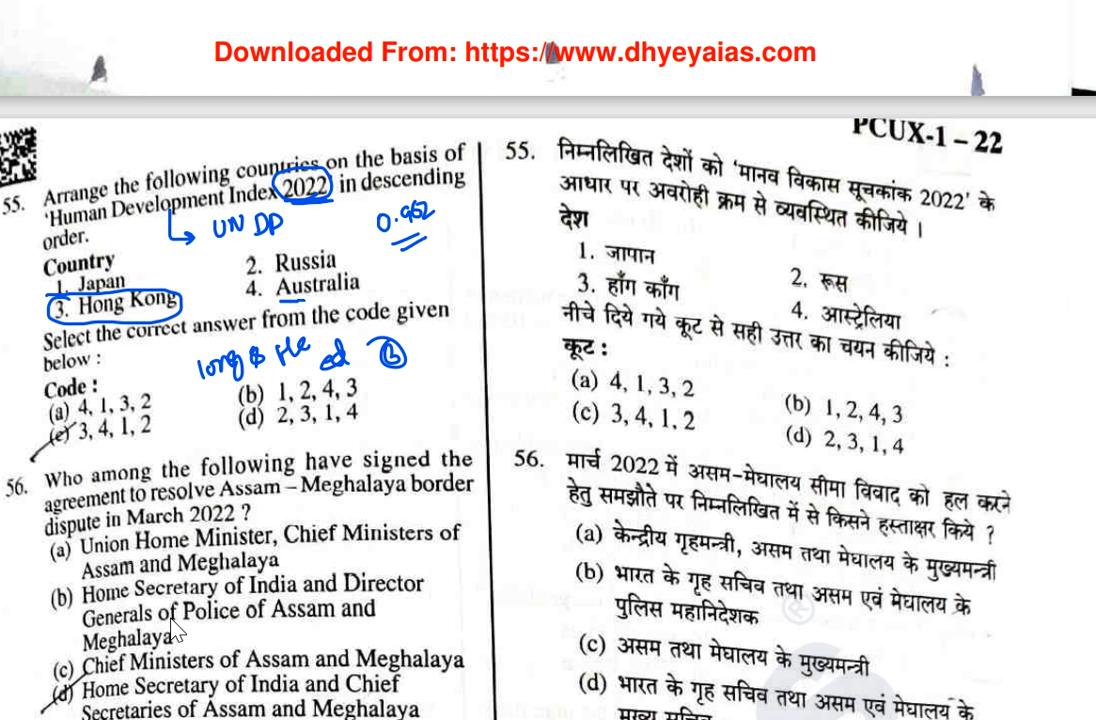 Downloaded From: https://www.dhyeyaias.com
PCUX-1 – 22
55. Arrange the following countries on the basis of
'Human Development Index 2022' in descending
order.
UNDP
0.952
Country
1. Japan
2. Russia
3. Hong Kong
4. Australia
Select the correct answer from the code given
below :
Code :
(a) 4, 1, 3, 2
(b) 1, 2, 4, 3
(c) 3, 4, 1, 2
(d) 2, 3, 1, 4
56. Who among the following have signed the
agreement to resolve Assam – Meghalaya border
dispute in March 2022 ?
(a) Union Home Minister, Chief Ministers of
Assam and Meghalaya
(b) Home Secretary of India and Director
Generals of Police of Assam and
Meghalaya
(c) Chief Ministers of Assam and Meghalaya
(d) Home Secretary of India and Chief
Secretaries of Assam and Meghalaya
55. निम्नलिखित देशों को 'मानव विकास सूचकांक 2022' के
आधार पर अवरोही क्रम से व्यवस्थित कीजिये ।
देश
1. जापान
2. रूस
3. हाँग काँग
4. आस्ट्रेलिया
नीचे दिये गये कूट से सही उत्तर का चयन कीजिये :
कूट :
(a) 4, 1, 3, 2
(b) 1, 2, 4, 3
(c) 3, 4, 1, 2
(d) 2, 3, 1, 4
56. मार्च 2022 में असम-मेघालय सीमा विवाद को हल करने
हेतु समझौते पर निम्नलिखित में से किसने हस्ताक्षर किये ?
(a) केन्द्रीय गृहमन्त्री, असम तथा मेघालय के मुख्यमन्त्री
(b) भारत के गृह सचिव तथा असम एवं मेघालय के
पुलिस महानिदेशक
(c) असम तथा मेघालय के मुख्यमन्त्री
(d) भारत के गृह सचिव तथा असम एवं मेघालय के
मुख्य सचिव